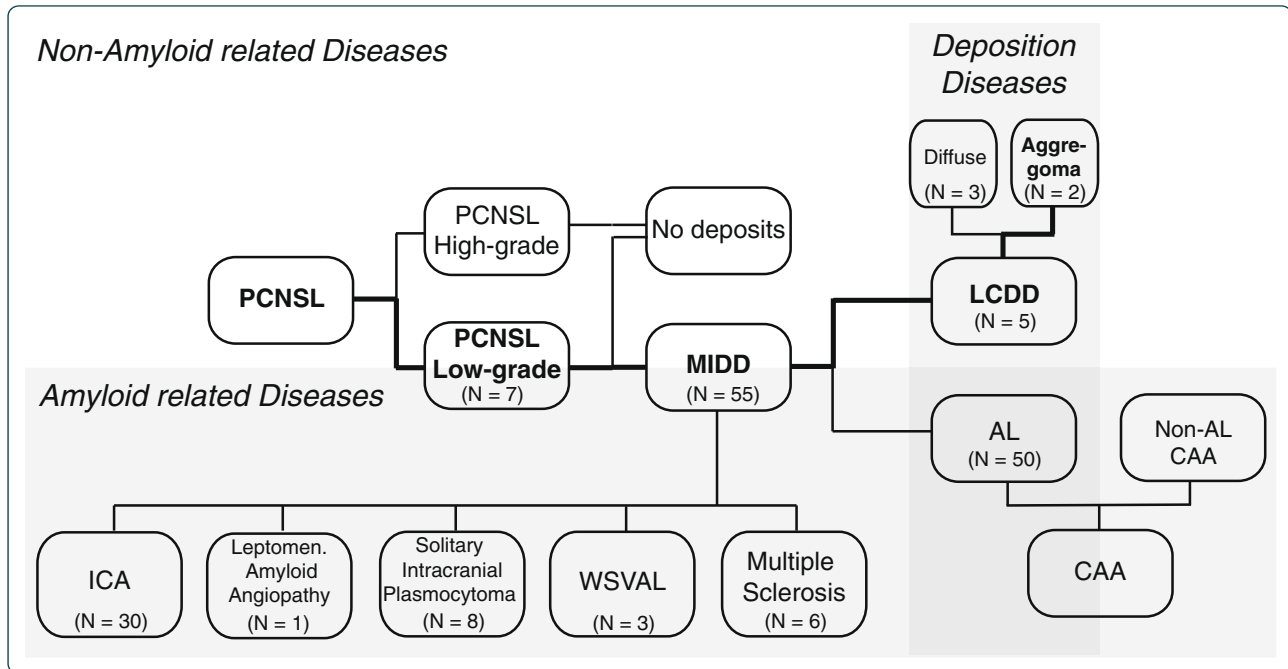 Non-Amyloid related Diseases
Deposition
Diseases
Diffuse
(N = 3)
Aggre-
goma
(N = 2)
PCNSL
High-grade
No deposits
PCNSL
LCDD
(N = 5)
PCNSL
Low-grade
(N = 7)
MIDD
(N = 55)
Amyloid related Diseases
AL
(N = 50)
Non-AL
CAA
ICA
(N = 30)
Leptomen.
Amyloid
Angiopathy
(N = 1)
Solitary
Intracranial
Plasmocytoma
(N = 8)
WSVAL
(N = 3)
Multiple
Sclerosis
(N = 6)
CAA